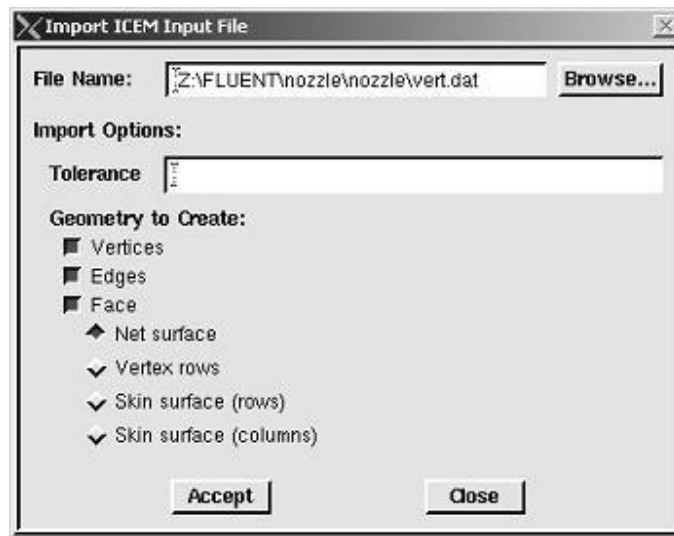 Import ICEM Input File
File Name: Z:\FLUENT\nozzle\nozzle\vert.dat Browse...
Import Options:
Tolerance
Geometry to Create:
Vertices
Edges
Face
Net surface
Vertex rows
Skin surface (rows)
Skin surface (columns)
Accept Close